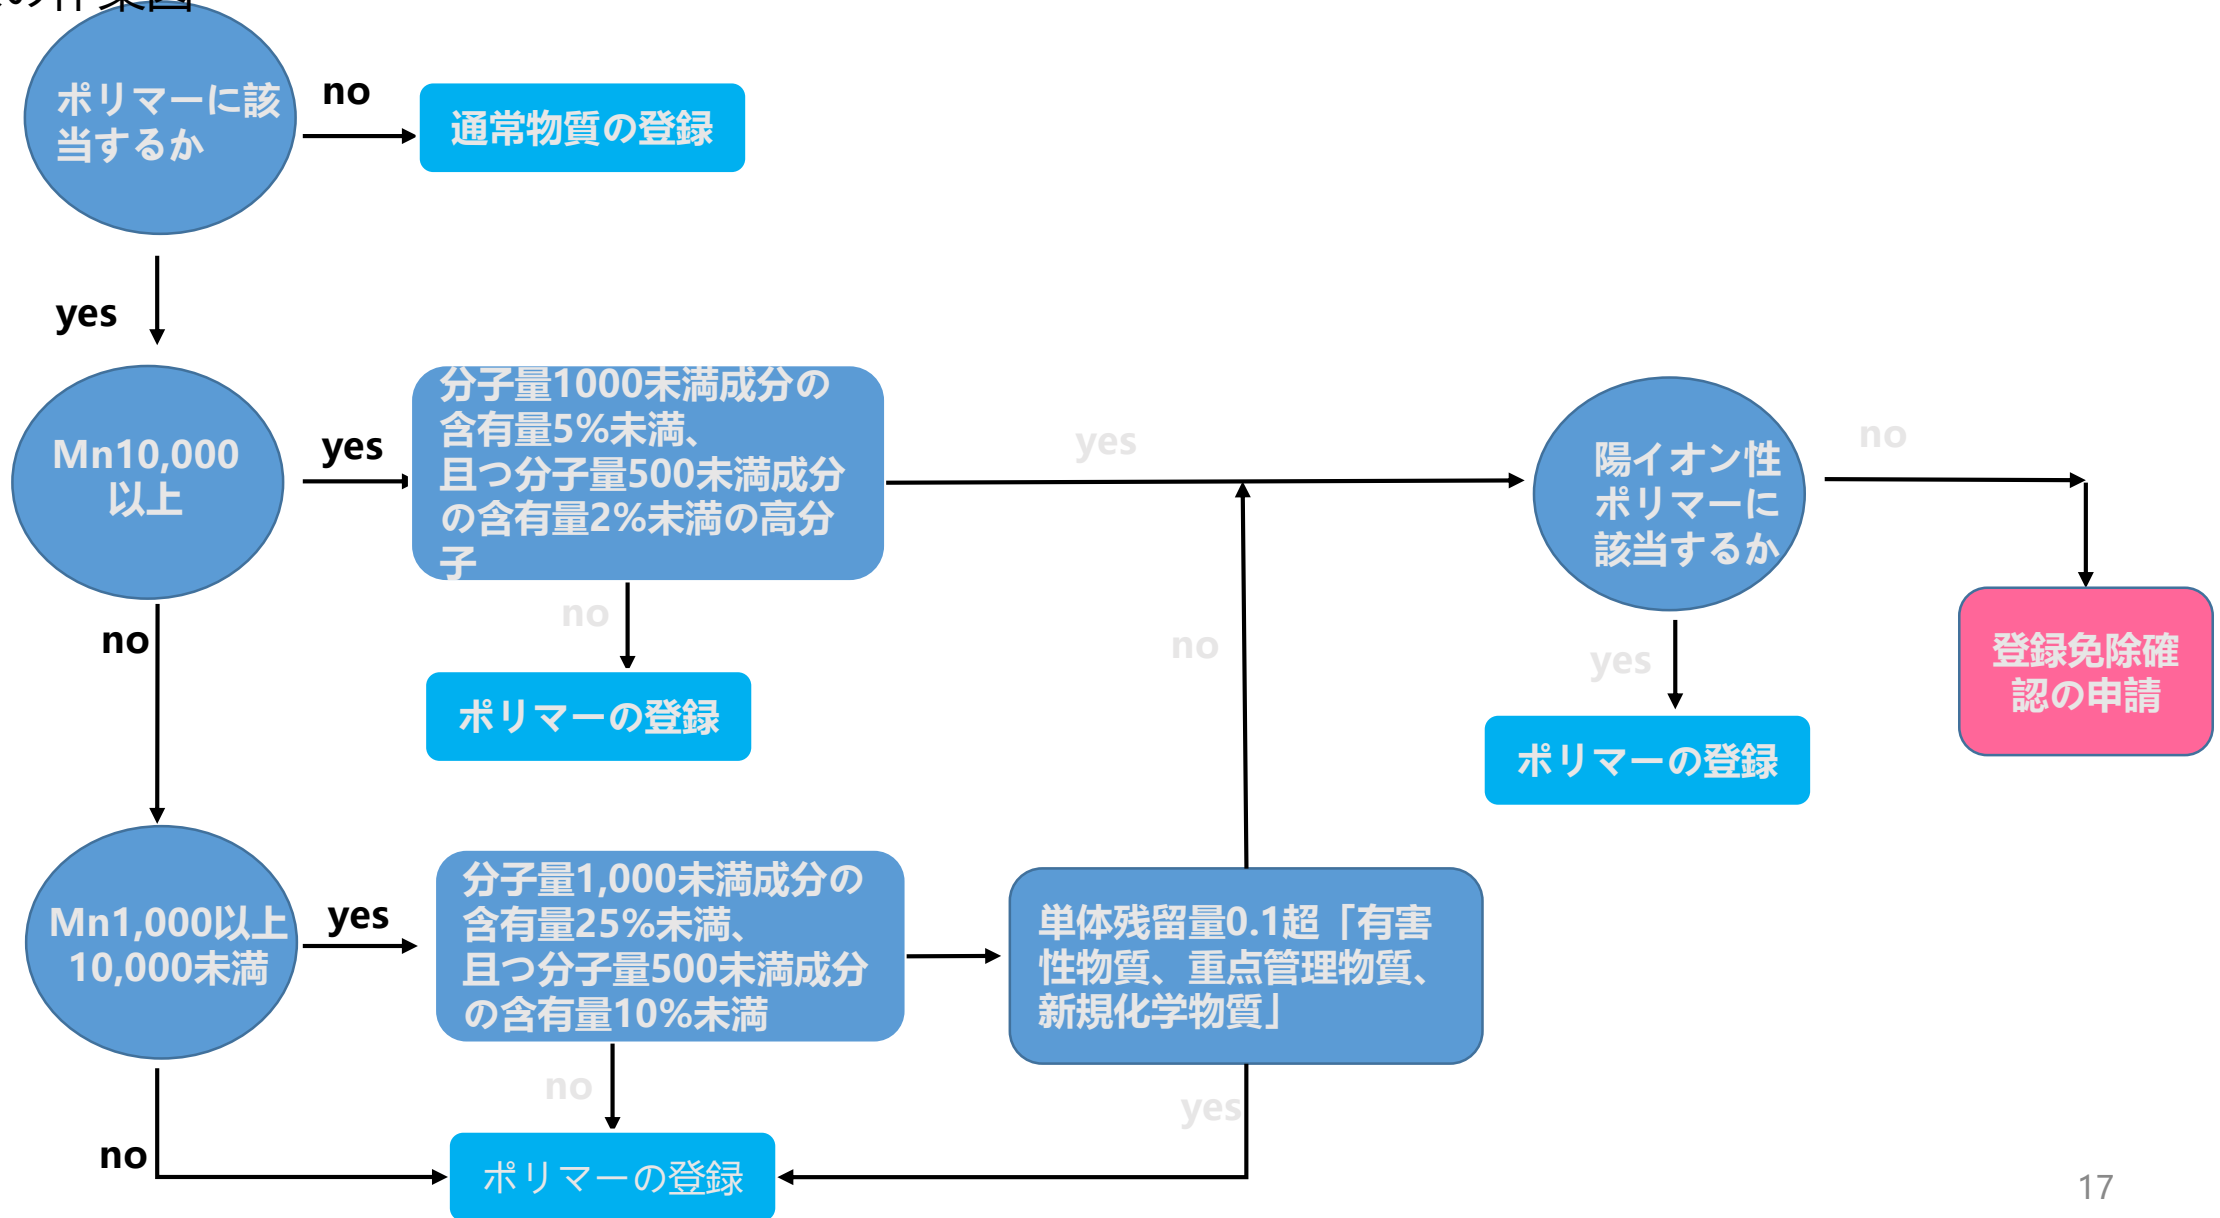 の作業図
ポリマーに該
当するか
no
通常物質の登録
yes
Mn10,000
以上
yes
分子量1000未満成分の
含有量5%未満、
且つ分子量500未満成分
の含有量2%未満の高分
子
yes
陽イオン性
ポリマーに
該当するか
no
no
no
ポリマーの登録
no
yes
ポリマーの登録
登録免除確
認の申請
Mn1,000以上
10,000未満
yes
分子量1,000未満成分の
含有量25%未満、
且つ分子量500未満成分
の含有量10%未満
単体残留量0.1超「有害
性物質、重点管理物質、
新規化学物質」
no
yes
no
ポリマーの登録
17